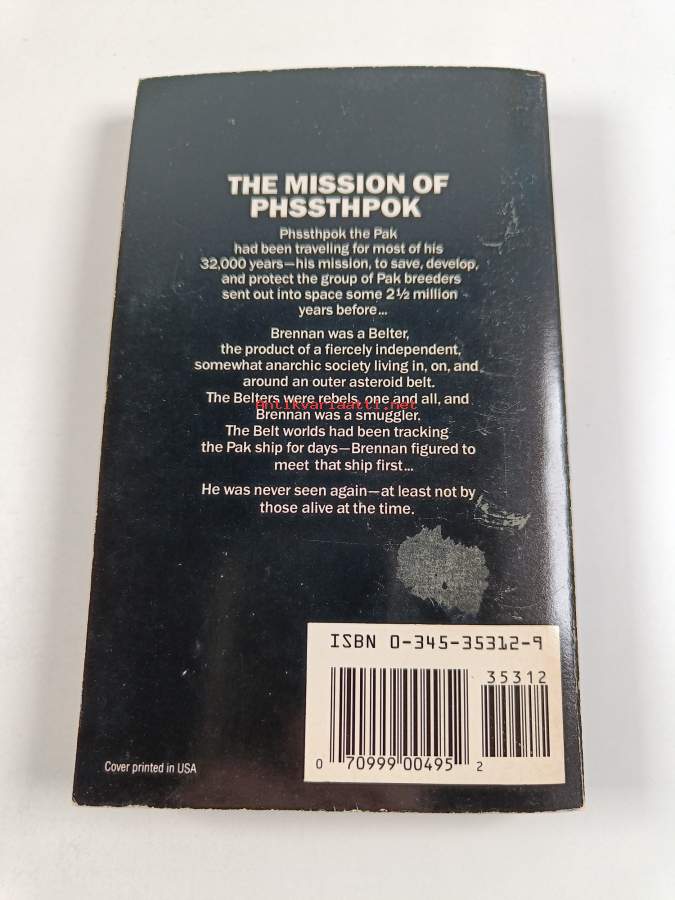 THE MISSION OF
PHSSTHPOK
Phssthpok the Pak
had been traveling for most of his
32,000 years—his mission, to save, develop,
and protect the group of Pak breeders
sent out into space some 2½ million
years before...
Brennan was a Belter,
the product of a fiercely independent,
somewhat anarchic society living in, on, and
around an outer asteroid belt.
The Belters were rebels, one and all, and
Antikvariaatti.net
Brennan was a smuggler.
The Belt worlds had been tracking
the Pak ship for days—Brennan figured to
meet that ship first...
He was never seen again—at least not by
those alive at the time.
ISBN 0-345-35312-9
35312
0 70999 00495 2
Cover printed in USA